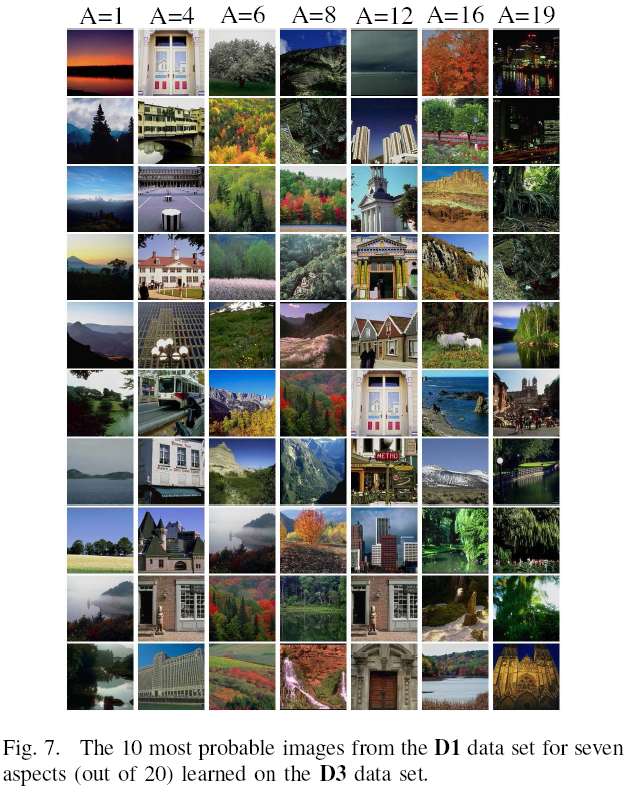 A=1 A=4 A=6 A=8 A=12 A=16 A=19
METRO
Fig. 7. The 10 most probable images from the D1 data set for seven
aspects (out of 20) learned on the D3 data set.